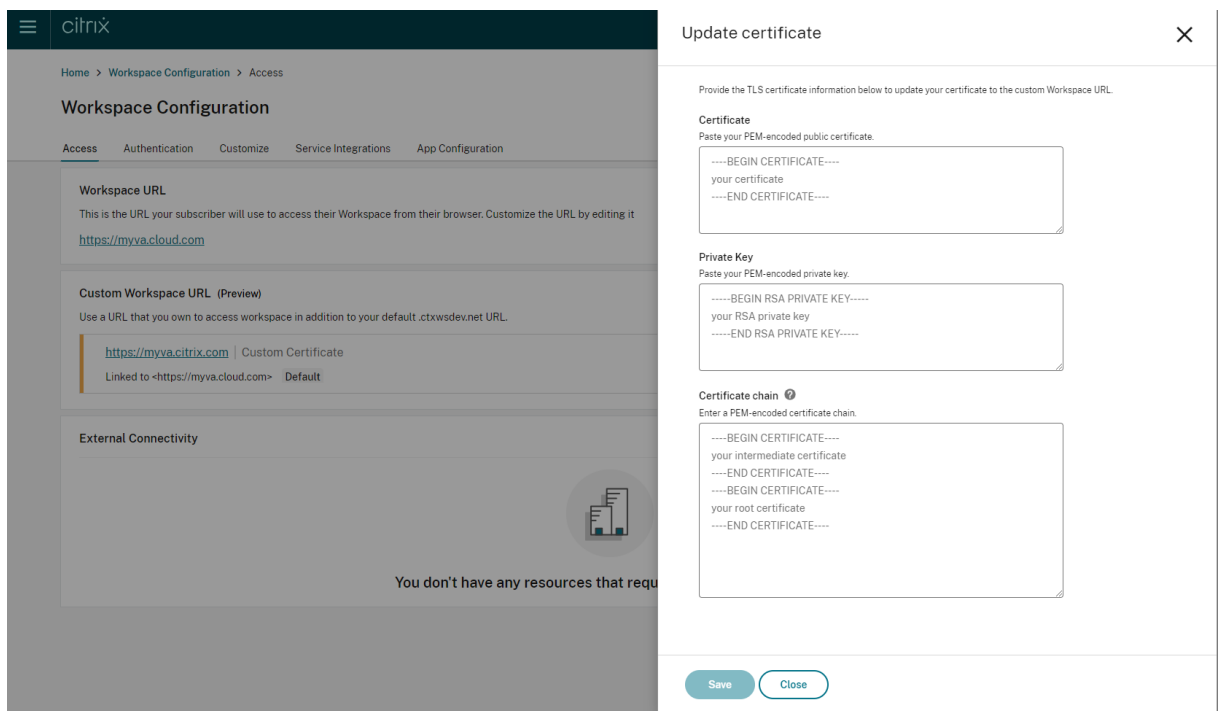 citrix
Home > Workspace Configuration > Access
Workspace Configuration
Access Authentication Customize Service Integrations App Configuration
Workspace URL
This is the URL your subscriber will use to access their Workspace from their browser. Customize the URL by editing it
https://myva.cloud.com
Custom Workspace URL (Preview)
Use a URL that you own to access workspace in addition to your default .ctxwsdev.net URL.
https://myva.citrix.com | Custom Certificate
Linked to <https://myva.cloud.com> Default
External Connectivity
You don't have any resources that requ
Update certificate
Provide the TLS certificate information below to update your certificate to the custom Workspace URL.
Certificate
Paste your PEM-encoded public certificate.
----BEGIN CERTIFICATE----
your certificate
----END CERTIFICATE----
Private Key
Paste your PEM-encoded private key.
-----BEGIN RSA PRIVATE KEY-----
your RSA private key
-----END RSA PRIVATE KEY-----
Certificate chain ?
Enter a PEM-encoded certificate chain.
----BEGIN CERTIFICATE----
your intermediate certificate
----END CERTIFICATE----
----BEGIN CERTIFICATE----
your root certificate
----END CERTIFICATE----
Save Close